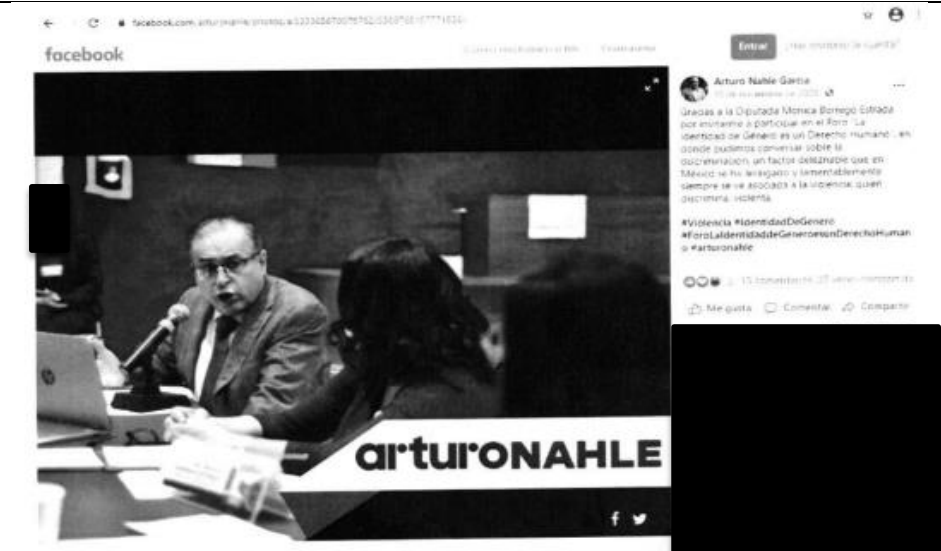 facebook
Entrar
Arturo Nahle Garcia
Gracias a la Diputada Monica Borrego Estrada
por invitarme a participar en el Foro "La
identidad de Género es un Derecho Humano", en
donde pudimos conversar sobre la
discriminación, un factor deleznable que en
México se ha arraigado y lamentablemente
siempre se ve asociada a la violencia; quien
discrimina, violenta.
#Violencia #IdentidadDeGenero
#ForoLaIdentidaddeGeneroesunDerechoHuman
o #arturonahle
Me gusta Comentar Compartir
arturoNAHLE